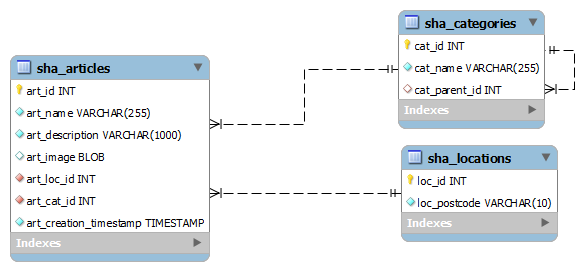 sha_articles
art_id INT
art_name VARCHAR(255)
art_description VARCHAR(1000)
art_image BLOB
art_loc_id INT
art_cat_id INT
art_creation_timestamp TIMESTAMP
Indexes
sha_categories
cat_id INT
cat_name VARCHAR(255)
cat_parent_id INT
Indexes
sha_locations
loc_id INT
loc_postcode VARCHAR(10)
Indexes